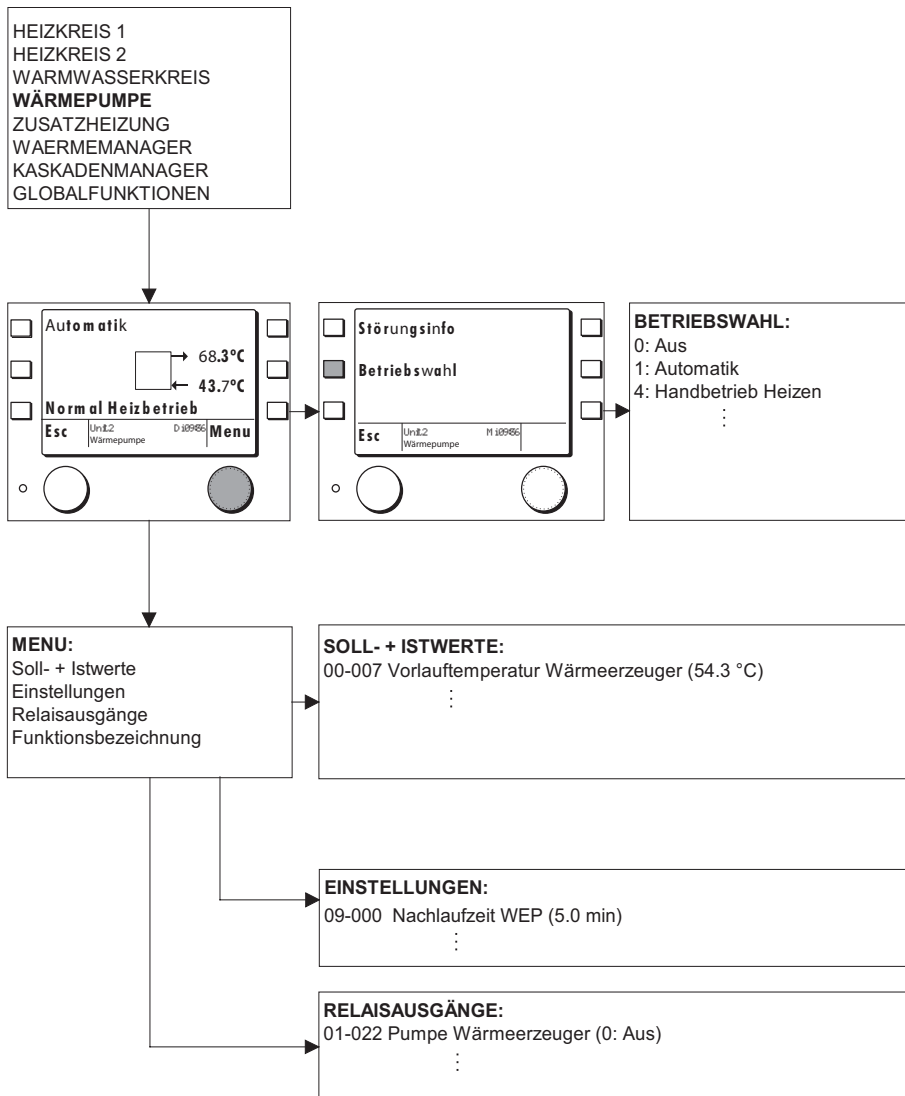 HEIZKREIS 1
HEIZKREIS 2
WARMWASSERKREIS
WÄRMEPUMPE
ZUSATZHEIZUNG
WAERMEMANAGER
KASKADENMANAGER
GLOBALFUNKTIONEN
Automatik
68.3°C
43.7°C
Normal Heizbetrieb
Esc
Wärmepumpe
Menu
Störungsinfo
Betriebswahl
Esc
Wärmepumpe
BETRIEBSWAHL:
0: Aus
1: Automatik
4: Handbetrieb Heizen
MENU:
Soll- + Istwerte
Einstellungen
Relaisausgänge
Funktionsbezeichnung
SOLL- + ISTWERTE:
00-007 Vorlauftemperatur Wärmeerzeuger (54.3 °C)
EINSTELLUNGEN:
09-000 Nachlaufzeit WEP (5.0 min)
RELAISAUSGÄNGE:
01-022 Pumpe Wärmeerzeuger (0: Aus)